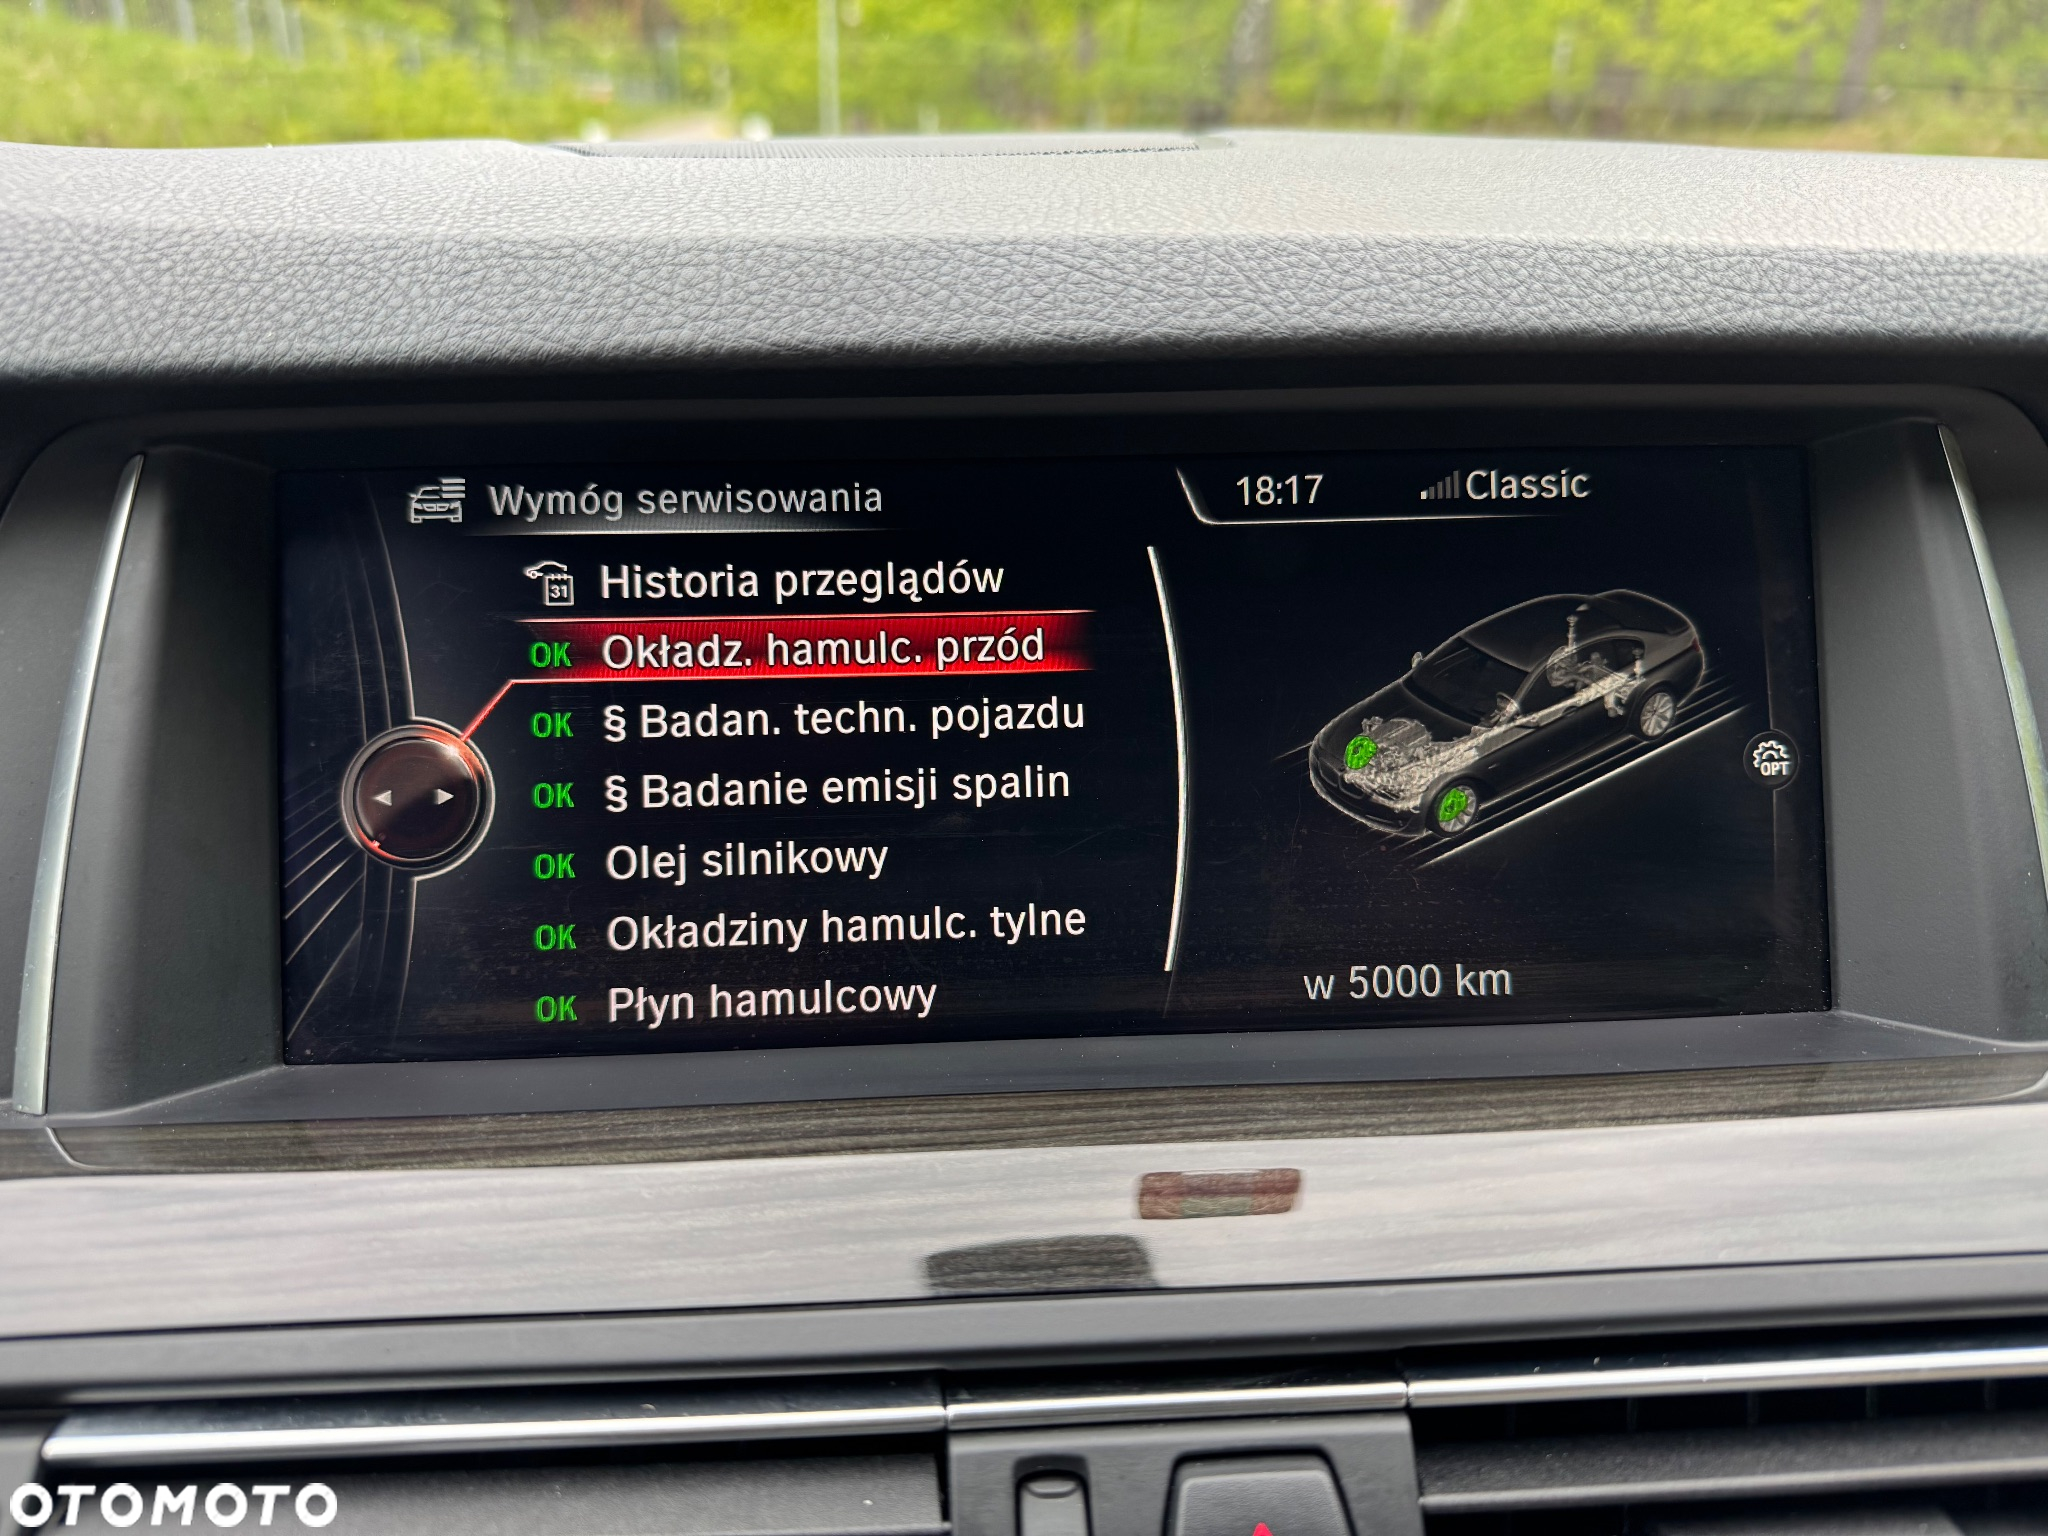 Wymóg serwisowania
18:17
Classic
31
Historia przeglądów
OK Okładz. hamulc. przód
OK § Badan. techn. pojazdu
OK § Badanie emisji spalin
OK Olej silnikowy
OK Okładziny hamulc. tylne
OK Płyn hamulcowy
OPT
w 5000 km
OTOMOTO